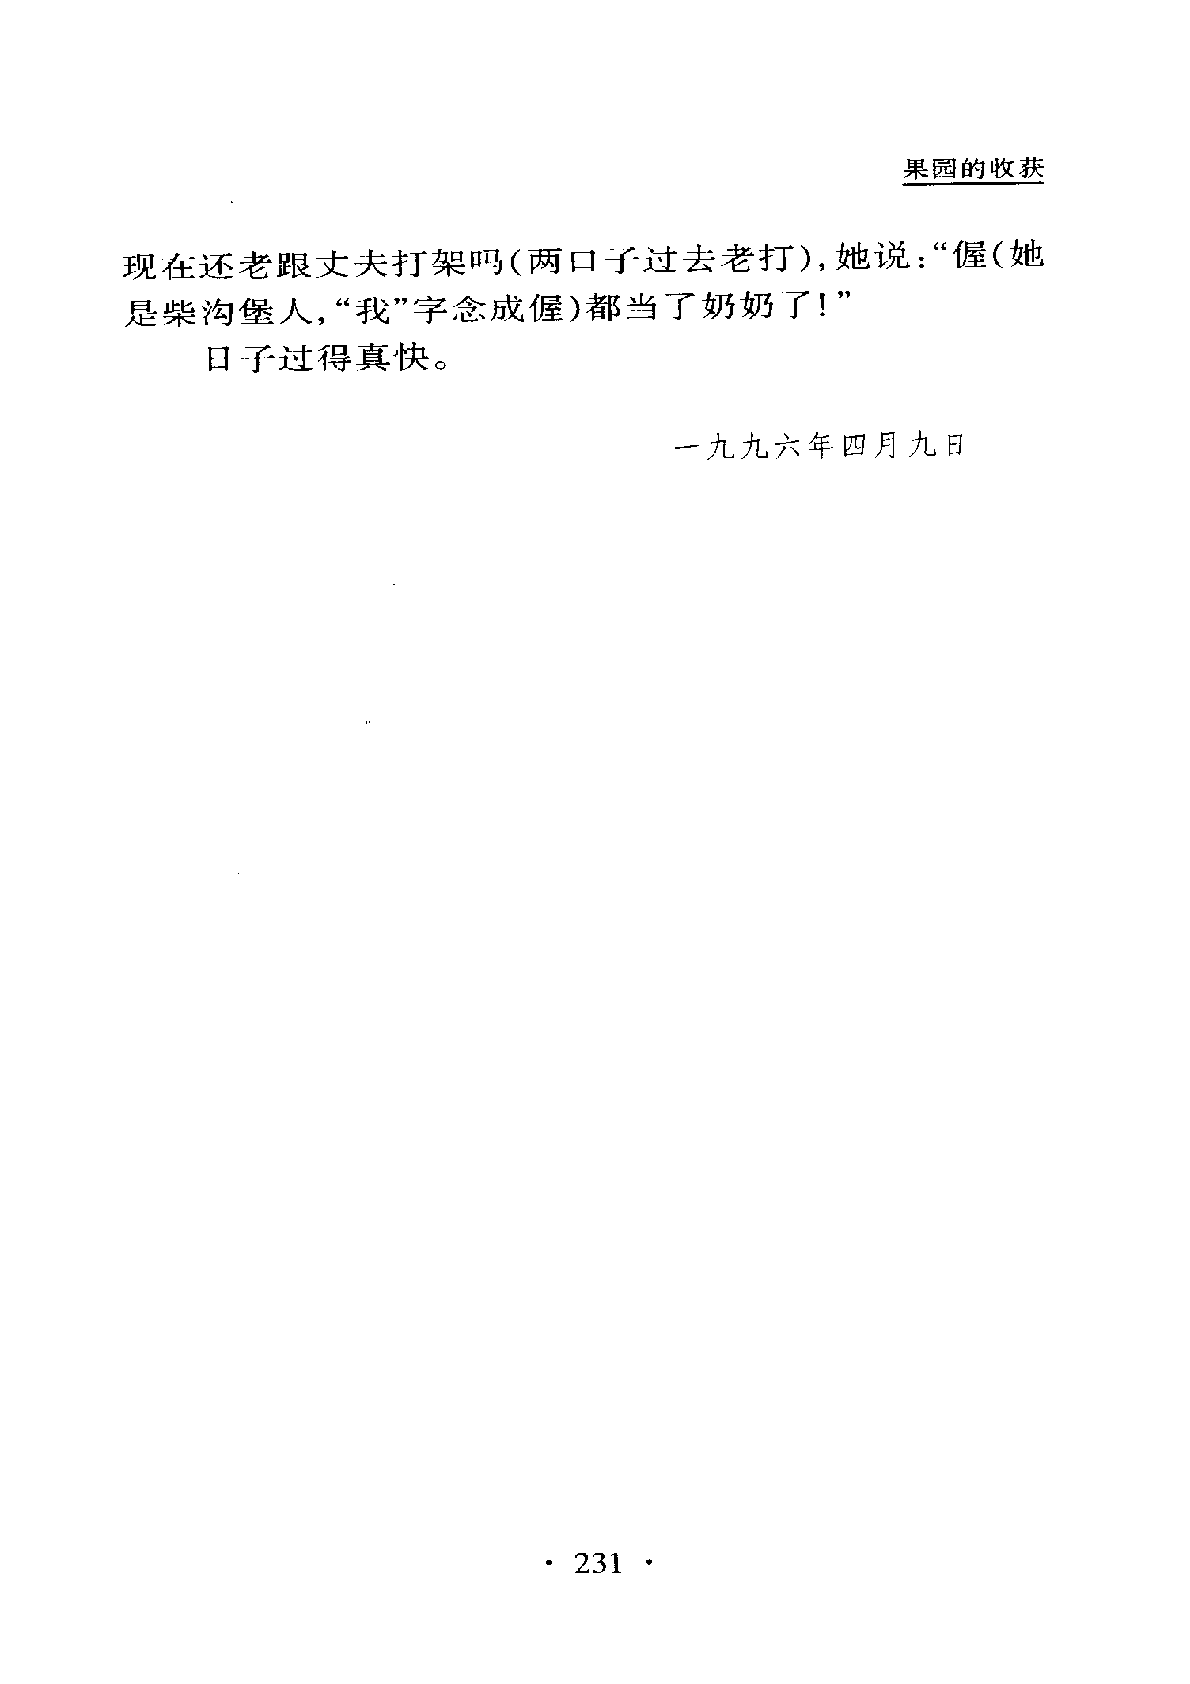 果园的收获
现在还老跟丈夫打架吗(两口子过去老打),她说:“偓(她
是柴沟堡人,“我”字念成偓)都当了奶奶了!”
日子过得真快。
一九九六年四月九日
· 231 ·